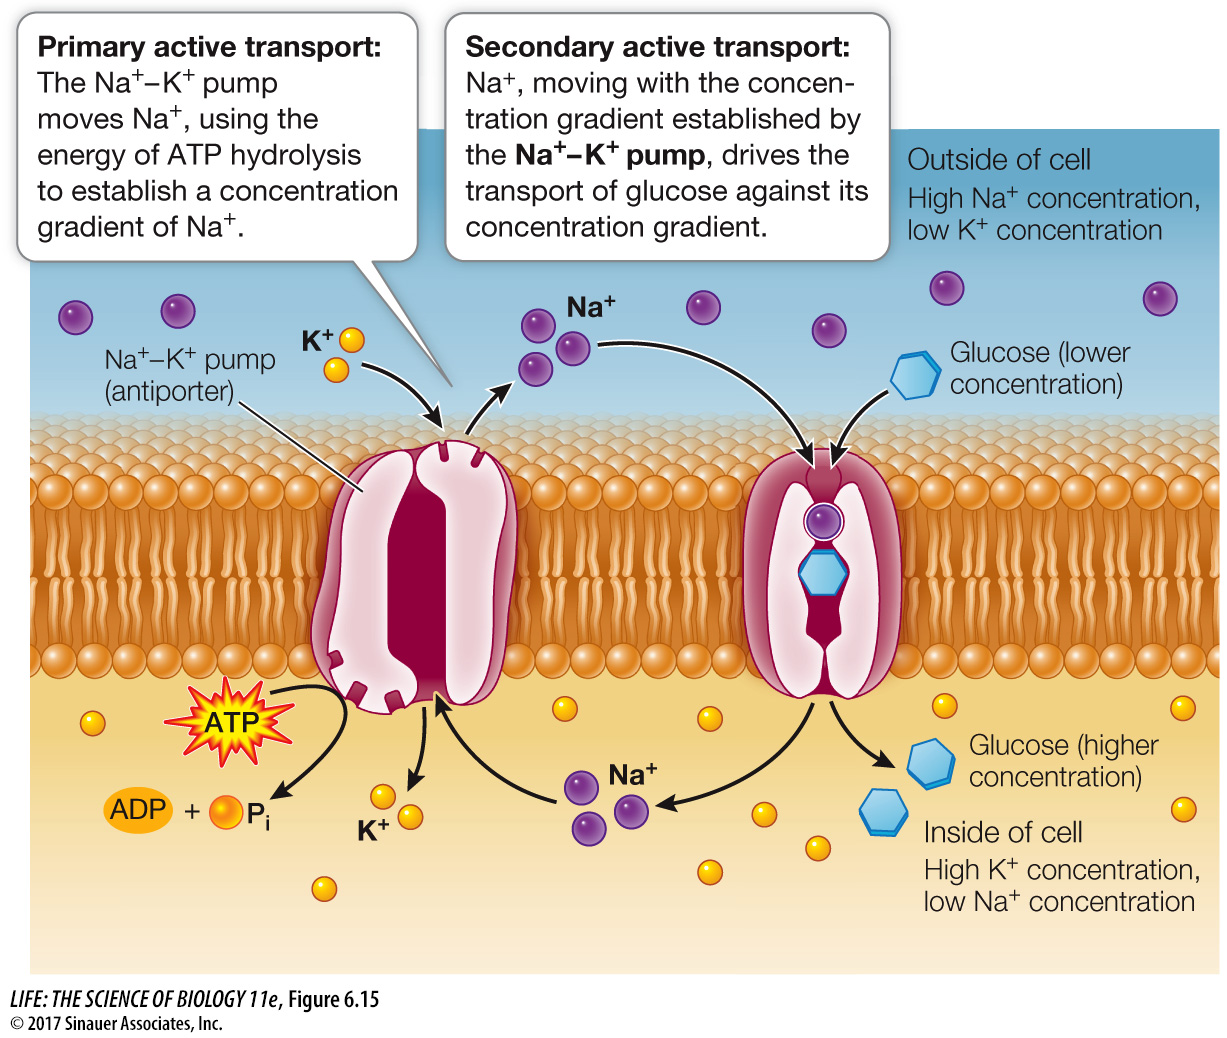 Primary active transport:
The Na⁺–K⁺ pump
moves Na⁺, using the
energy of ATP hydrolysis
to establish a concentration
gradient of Na⁺.
Secondary active transport:
Na⁺, moving with the concen-
tration gradient established by
the Na⁺–K⁺ pump, drives the
transport of glucose against its
concentration gradient.
Outside of cell
High Na⁺ concentration,
low K⁺ concentration
Na⁺
K⁺
Na⁺–K⁺ pump
(antiporter)
Glucose (lower
concentration)
ATP
ADP + Pᵢ
K⁺
Na⁺
Glucose (higher
concentration)
Inside of cell
High K⁺ concentration,
low Na⁺ concentration
LIFE: THE SCIENCE OF BIOLOGY 11e, Figure 6.15
© 2017 Sinauer Associates, Inc.